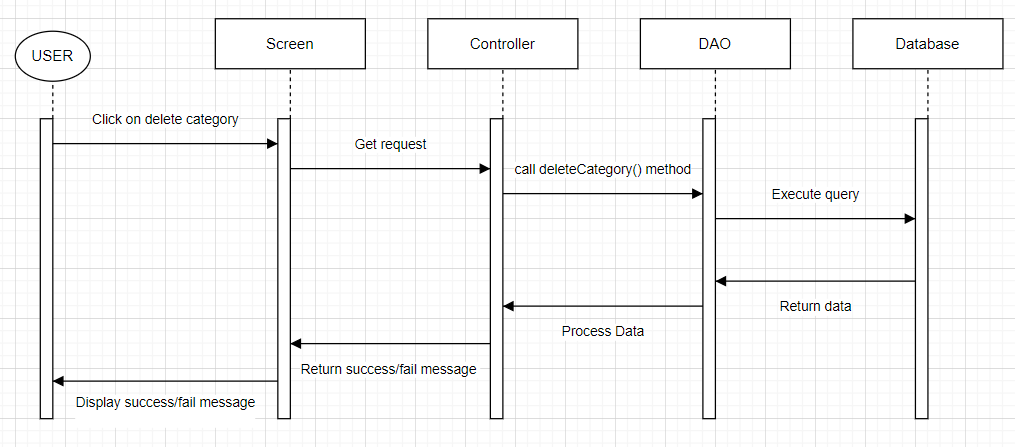 USER
Screen
Controller
DAO
Database
Click on delete category
Get request
call deleteCategory() method
Execute query
Return data
Process Data
Return success/fail message
Display success/fail message